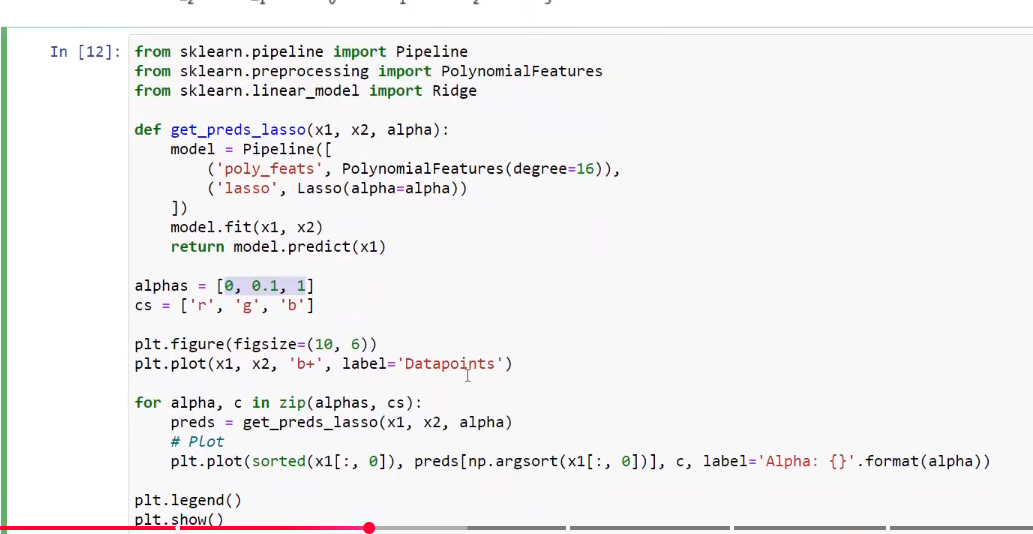 In [12]: from sklearn.pipeline import Pipeline
from sklearn.preprocessing import PolynomialFeatures
from sklearn.linear_model import Ridge
def get_preds_lasso(x1, x2, alpha):
    model = Pipeline([
        ('poly_feats', PolynomialFeatures(degree=16)),
        ('lasso', Lasso(alpha=alpha))
    ])
    model.fit(x1, x2)
    return model.predict(x1)
alphas = [0, 0.1, 1]
cs = ['r', 'g', 'b']
plt.figure(figsize=(10, 6))
plt.plot(x1, x2, 'b+', label='Datapoints')
for alpha, c in zip(alphas, cs):
    preds = get_preds_lasso(x1, x2, alpha)
    # Plot
    plt.plot(sorted(x1[:, 0]), preds[np.argsort(x1[:, 0])], c, label='Alpha: {}'.format(alpha))
plt.legend()
plt.show()